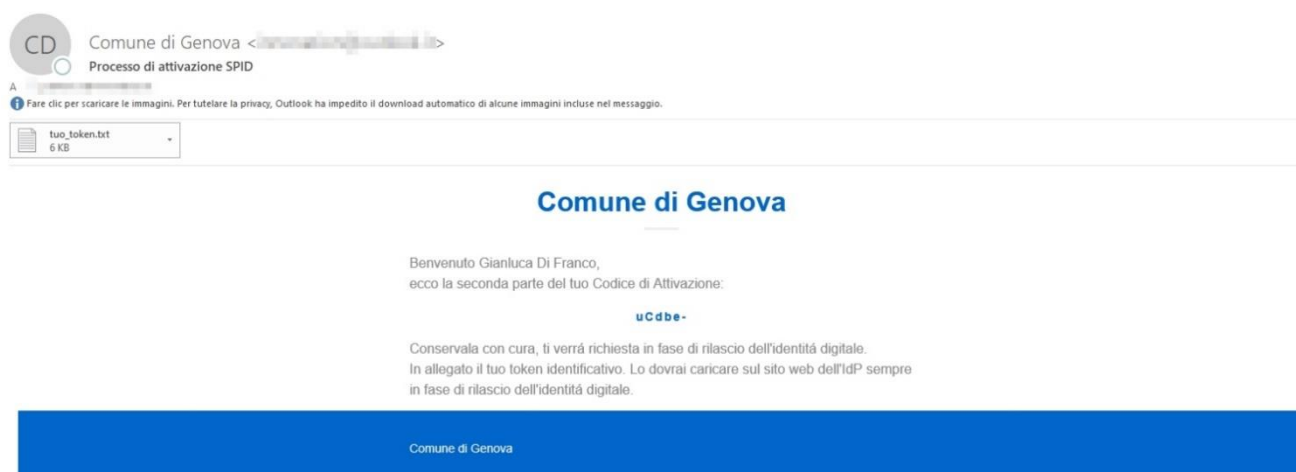 CD
Comune di Genova <
Processo di attivazione SPID
A
Fare clic per scaricare le immagini. Per tutelare la privacy, Outlook ha impedito il download automatico di alcune immagini incluse nel messaggio.
tuo_token.txt
6 KB
Comune di Genova
Benvenuto Gianluca Di Franco,
ecco la seconda parte del tuo Codice di Attivazione:
uCdbe-
Conservala con cura, ti verrá richiesta in fase di rilascio dell'identitá digitale.
In allegato il tuo token identificativo. Lo dovrai caricare sul sito web dell'IdP sempre
in fase di rilascio dell'identitá digitale.
Comune di Genova